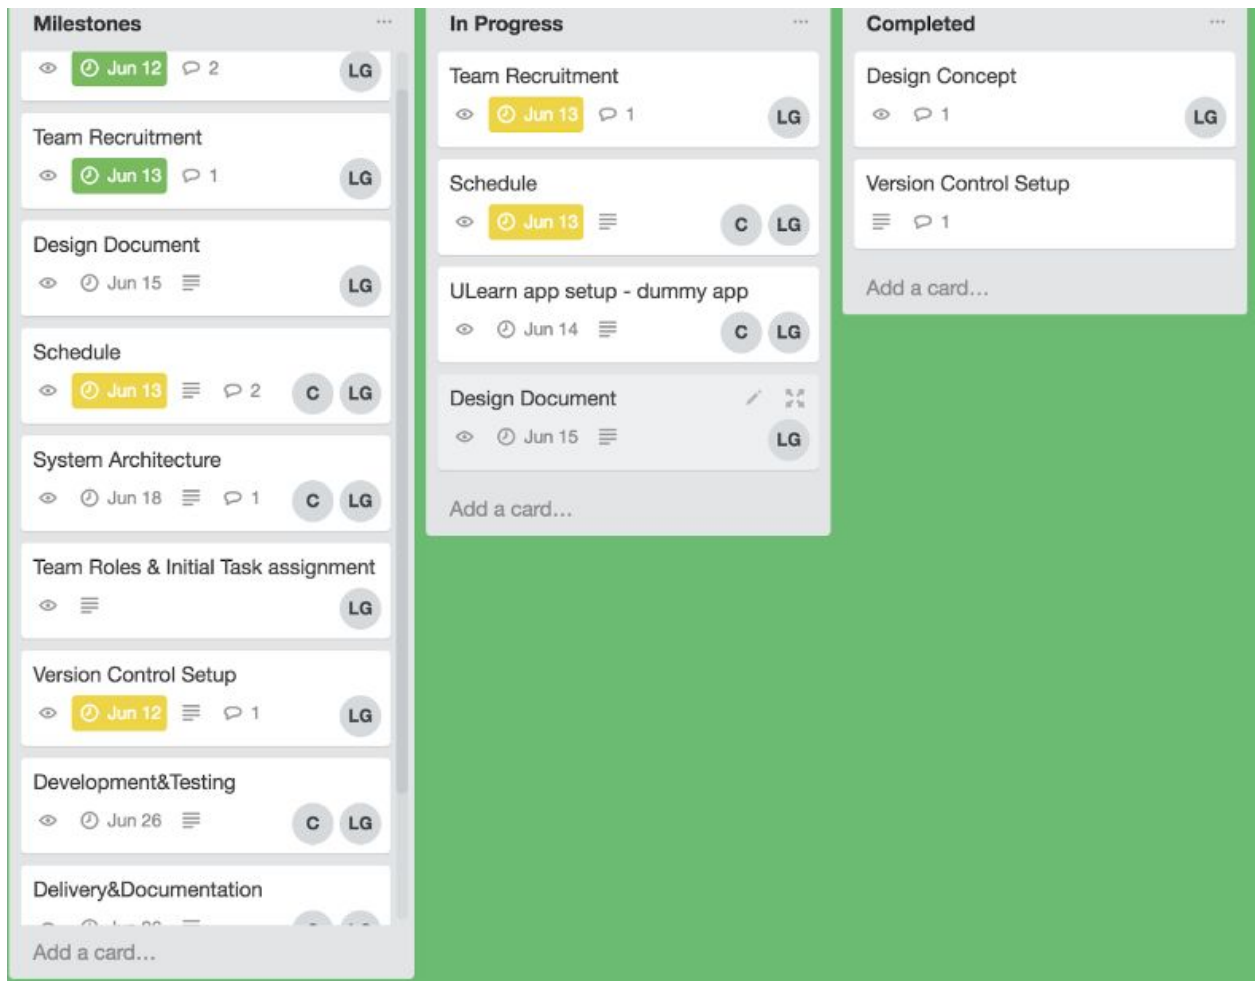 Milestones
Jun 12 2
LG
Team Recruitment
Jun 13 1
LG
Design Document
Jun 15
LG
Schedule
Jun 13 2
C LG
System Architecture
Jun 18 1
C LG
Team Roles & Initial Task assignment
LG
Version Control Setup
Jun 12 1
LG
Development&Testing
Jun 26
C LG
Delivery&Documentation
Add a card...
In Progress
Team Recruitment
Jun 13 1
LG
Schedule
Jun 13
C LG
ULearn app setup - dummy app
Jun 14
C LG
Design Document
Jun 15
LG
Add a card...
Completed
Design Concept
1
LG
Version Control Setup
1
Add a card...